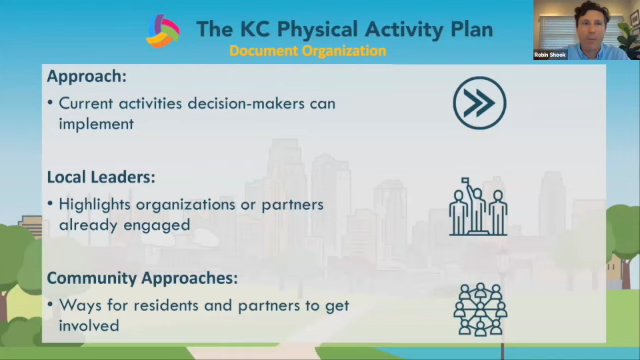 The KC Physical Activity Plan
Document Organization
Approach:
• Current activities decision-makers can
implement
Local Leaders:
• Highlights organizations or partners
already engaged
Community Approaches:
• Ways for residents and partners to get
involved
Robin Shook